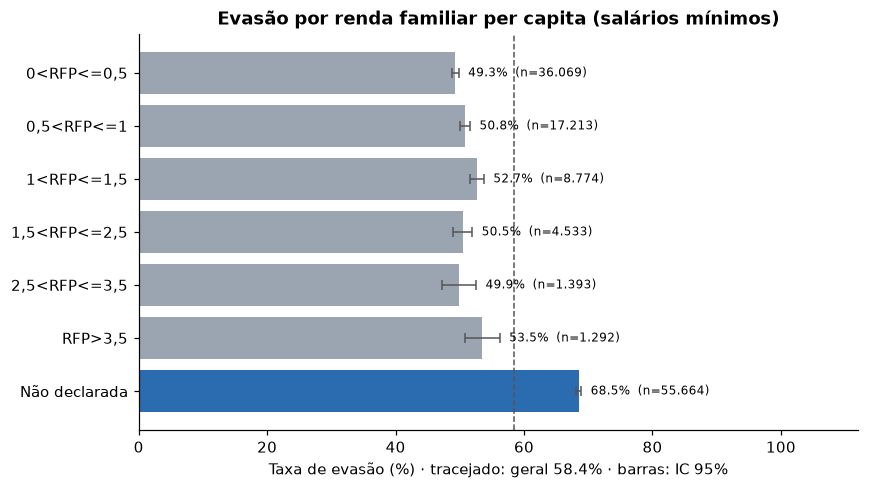 Evasão por renda familiar per capita (salários mínimos)
0<RFP<=0,5 49.3% (n=36.069)
0,5<RFP<=1 50.8% (n=17.213)
1<RFP<=1,5 52.7% (n=8.774)
1,5<RFP<=2,5 50.5% (n=4.533)
2,5<RFP<=3,5 49.9% (n=1.393)
RFP>3,5 53.5% (n=1.292)
Não declarada 68.5% (n=55.664)
0 20 40 60 80 100
Taxa de evasão (%) · tracejado: geral 58.4% · barras: IC 95%